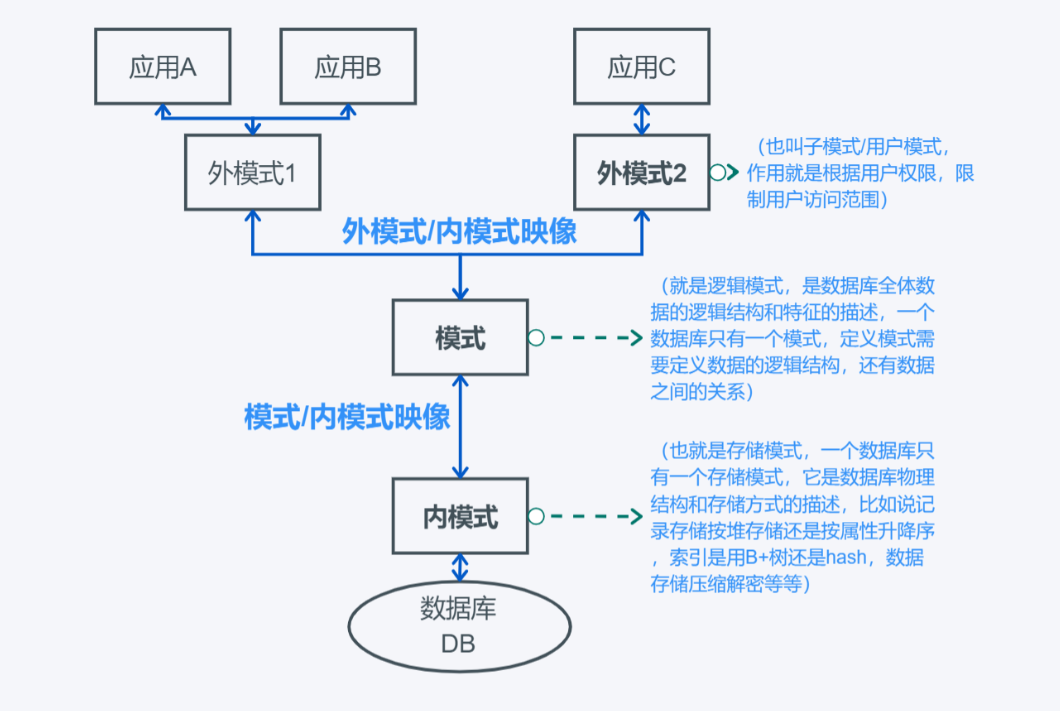 应用A
应用B
应用C
外模式1
外模式2
（也叫子模式/用户模式，
作用就是根据用户权限，限
制用户访问范围）
外模式/内模式映像
（就是逻辑模式，是数据库全体数
据的逻辑结构和特征的描述，一个
数据库只有一个模式，定义模式需
要定义数据的逻辑结构，还有数据
之间的关系）
模式
模式/内模式映像
（也就是存储模式，一个数据库只
有一个存储模式，它是数据库物理
结构和存储方式的描述，比如说记
录存储按堆存储还是按属性升降序
，索引是用B+树还是hash，数据
存储压缩解密等等）
内模式
数据库
DB